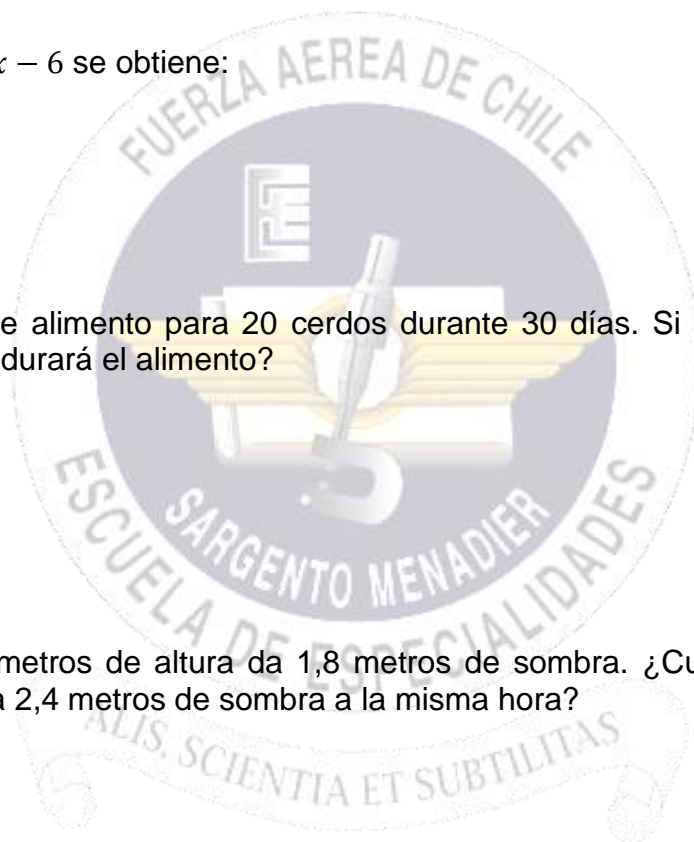 x − 6 se obtiene:
FUERZA AEREA DE CHILE
e alimento para 20 cerdos durante 30 días. Si
durará el alimento?
SARGENTO MENADIER
ESCUELA DE ESPECIALIDADES
metros de altura da 1,8 metros de sombra. ¿Cu
a 2,4 metros de sombra a la misma hora?
ALIS, SCIENTIA ET SUBTILITAS